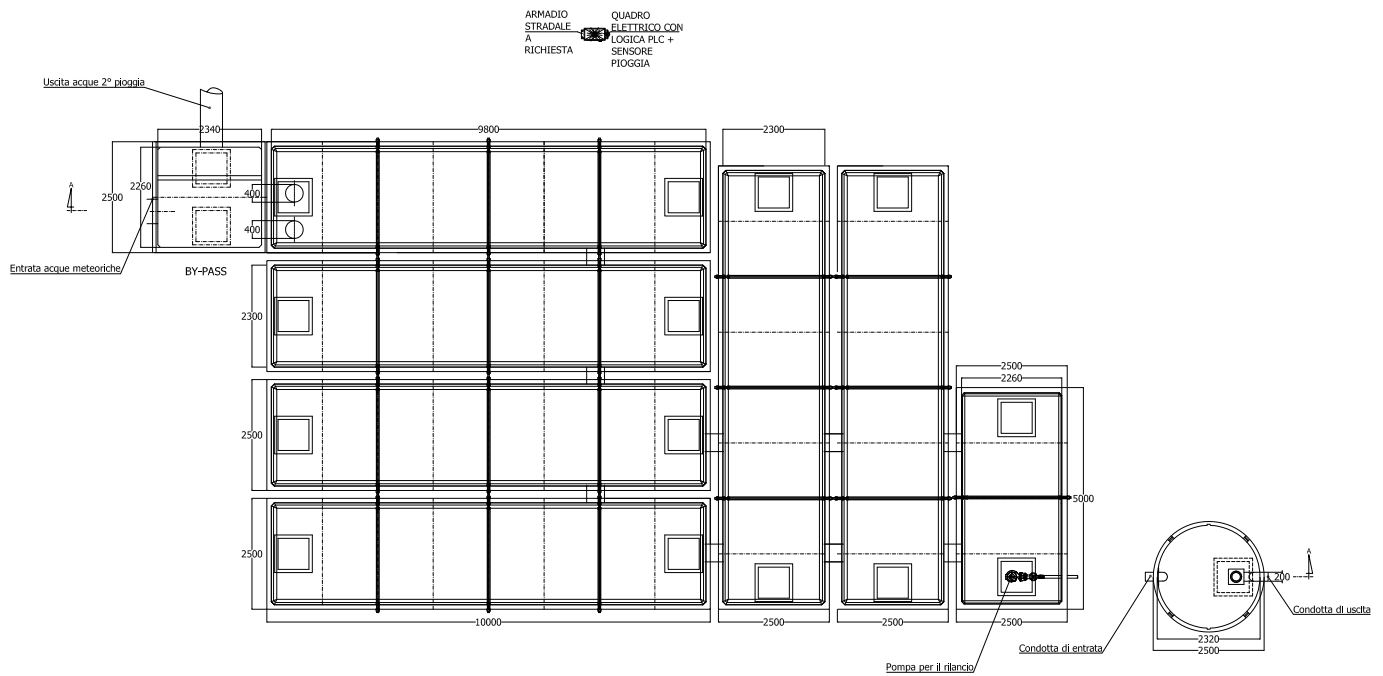 ARMADIO
STRADALE
A
RICHIESTA
QUADRO
ELETTRICO CON
LOGICA PLC +
SENSORE
PIOGGIA
Uscita acque 2° pioggia
2340
9800
2300
2260
2500
400
400
A
Entrata acque meteoriche
BY-PASS
2300
2500
2260
2500
5000
2500
10000
2500
2500
2500
A
200
Condotta di uscita
2320
2500
Condotta di entrata
Pompa per il rilancio